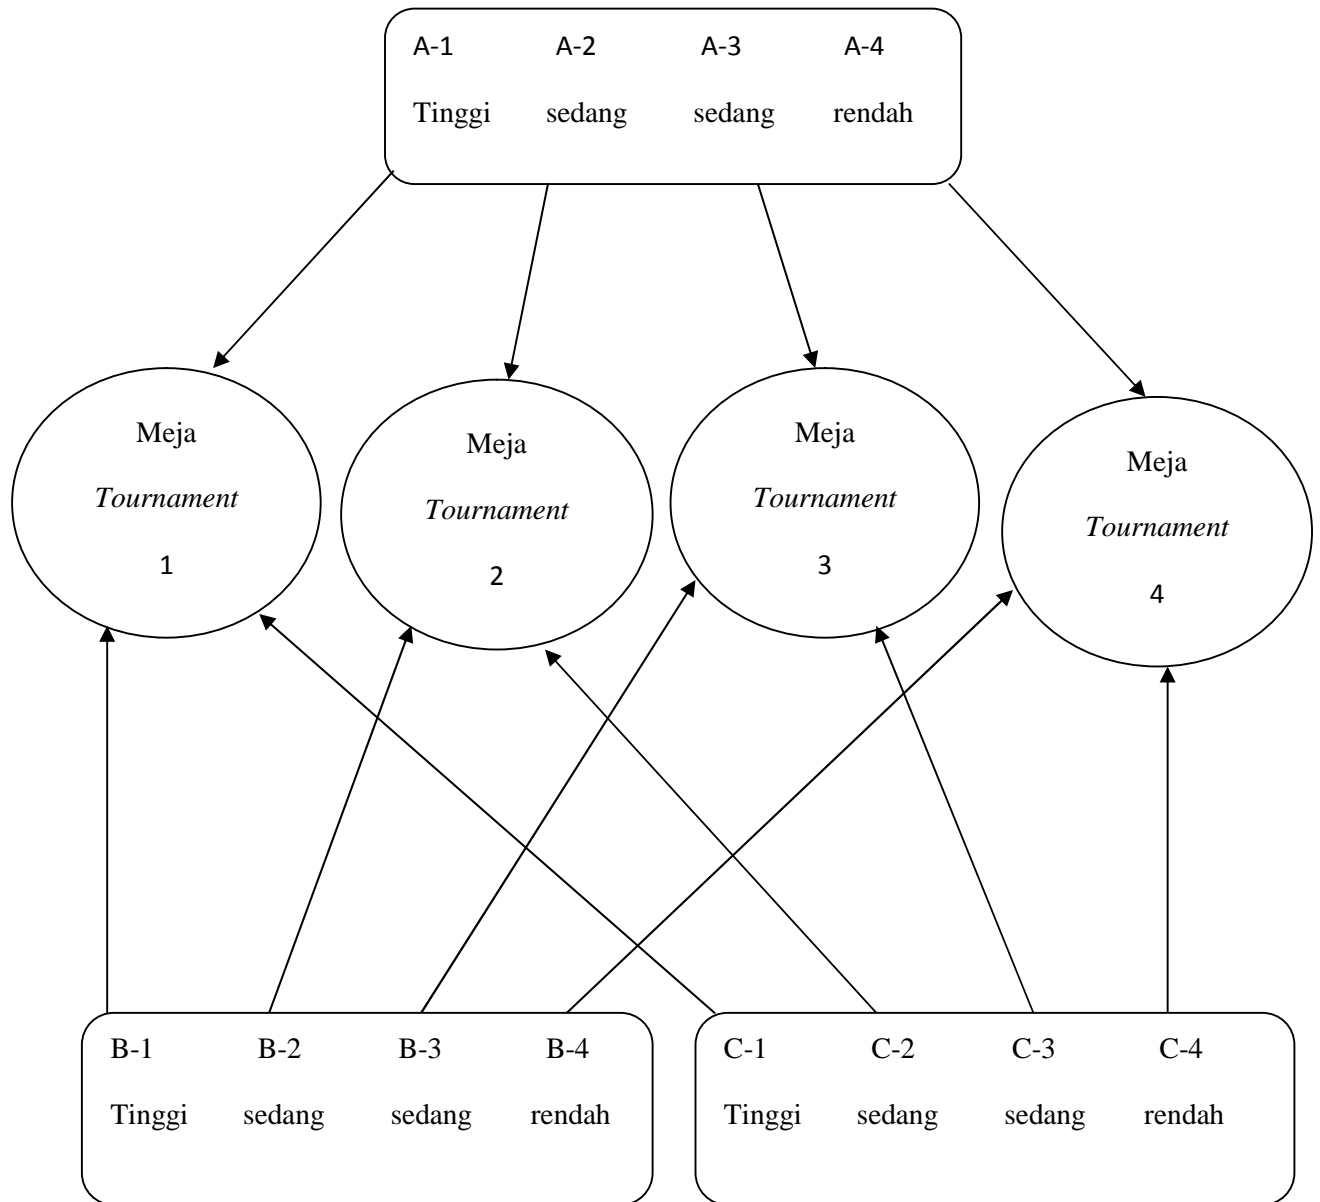 A-1 A-2 A-3 A-4
Tinggi sedang sedang rendah
Meja
Tournament
1
Meja
Tournament
2
Meja
Tournament
3
Meja
Tournament
4
B-1 B-2 B-3 B-4
Tinggi sedang sedang rendah
C-1 C-2 C-3 C-4
Tinggi sedang sedang rendah